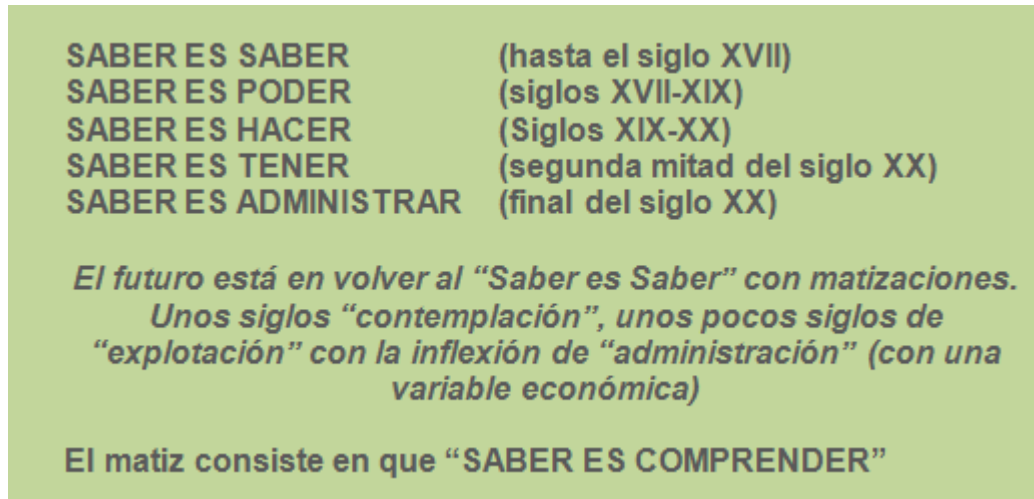 SABER ES SABER (hasta el siglo XVII)
SABER ES PODER (siglos XVII-XIX)
SABER ES HACER (Siglos XIX-XX)
SABER ES TENER (segunda mitad del siglo XX)
SABER ES ADMINISTRAR (final del siglo XX)
El futuro está en volver al “Saber es Saber” con matizaciones.
Unos siglos “contemplación”, unos pocos siglos de
“explotación” con la inflexión de “administración” (con una
variable económica)
El matiz consiste en que “SABER ES COMPRENDER”